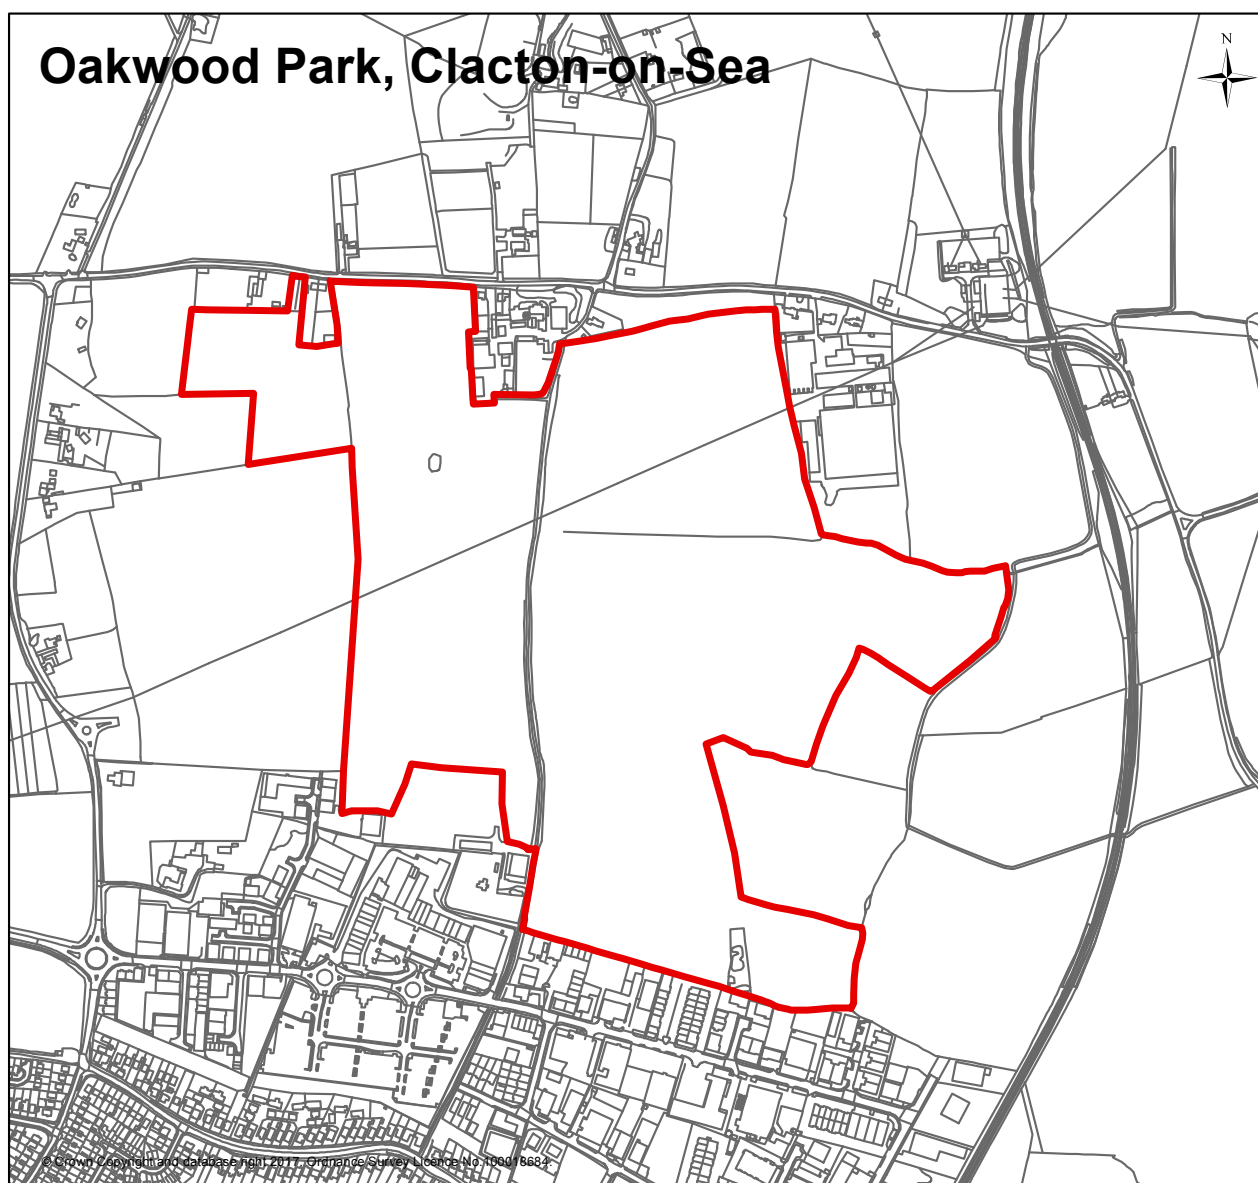 Oakwood Park, Clacton-on-Sea
N
© Crown Copyright and database right 2017. Ordnance Survey Licence No.100018684.